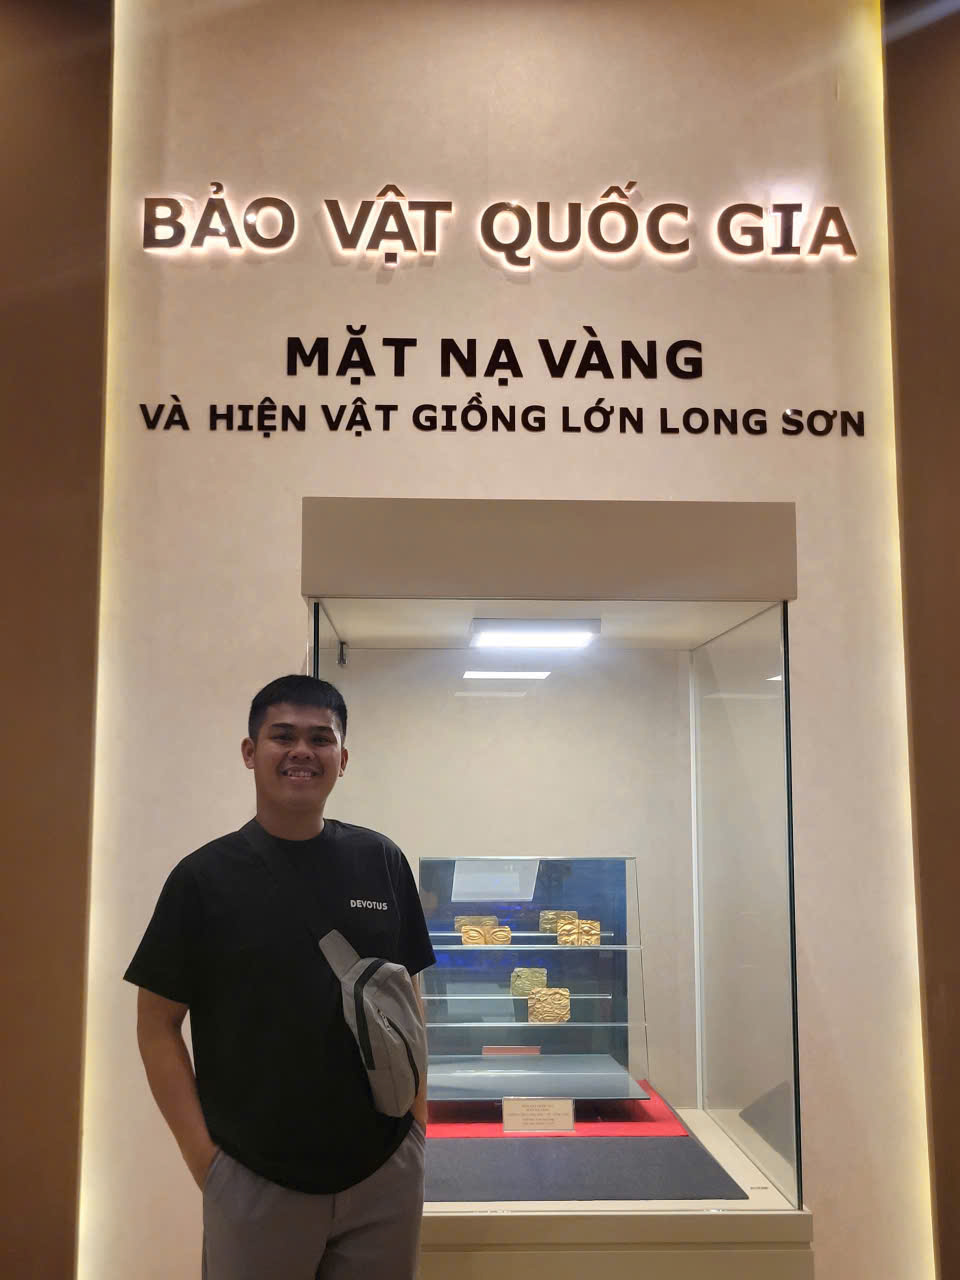 BẢO VẬT QUỐC GIA
MẶT NẠ VÀNG
VÀ HIỆN VẬT GIỒNG LỚN LONG SƠN
DEVOTUS